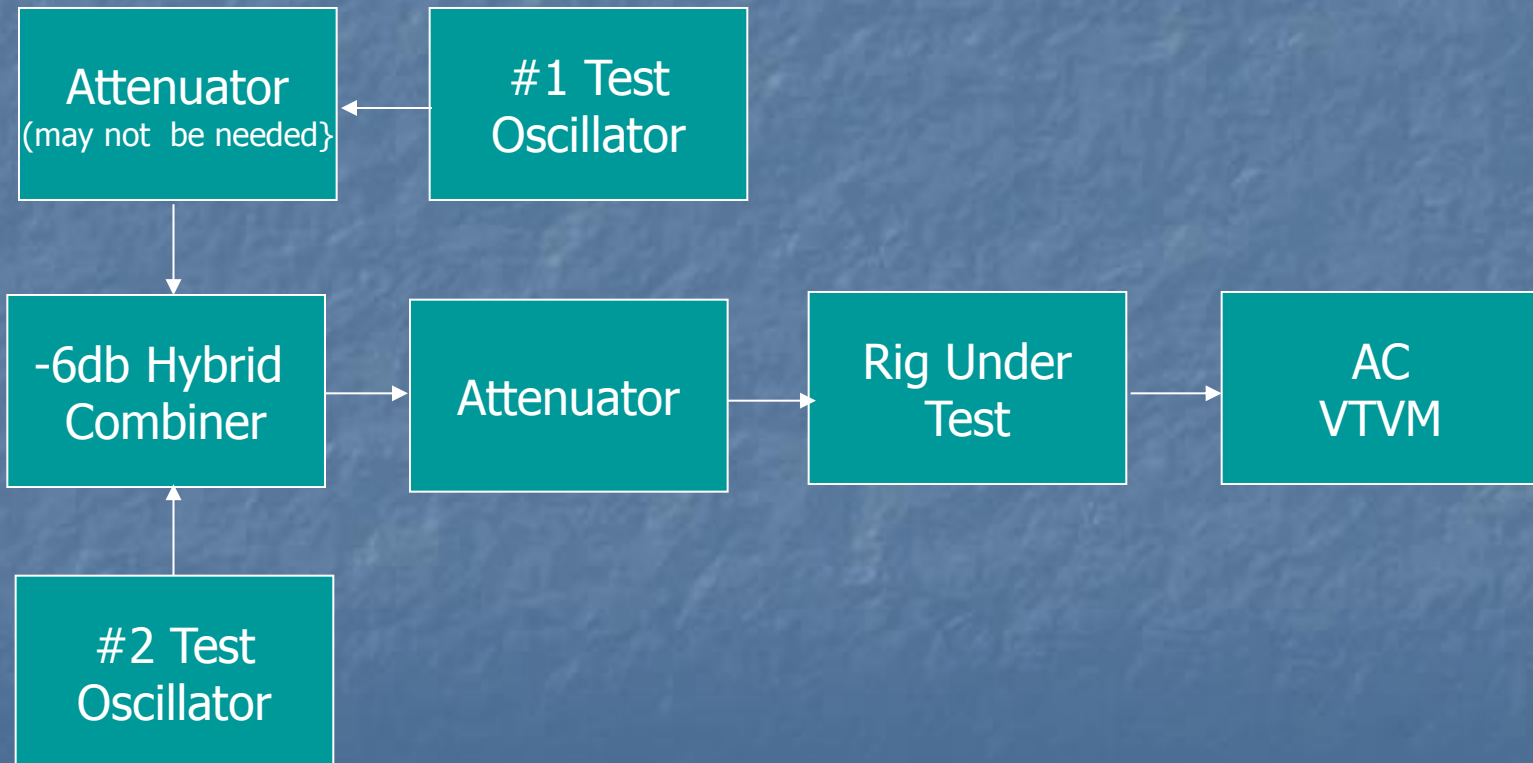 Attenuator
(may not be needed}
#1 Test
Oscillator
-6db Hybrid
Combiner
Attenuator
Rig Under
Test
AC
VTVM
#2 Test
Oscillator